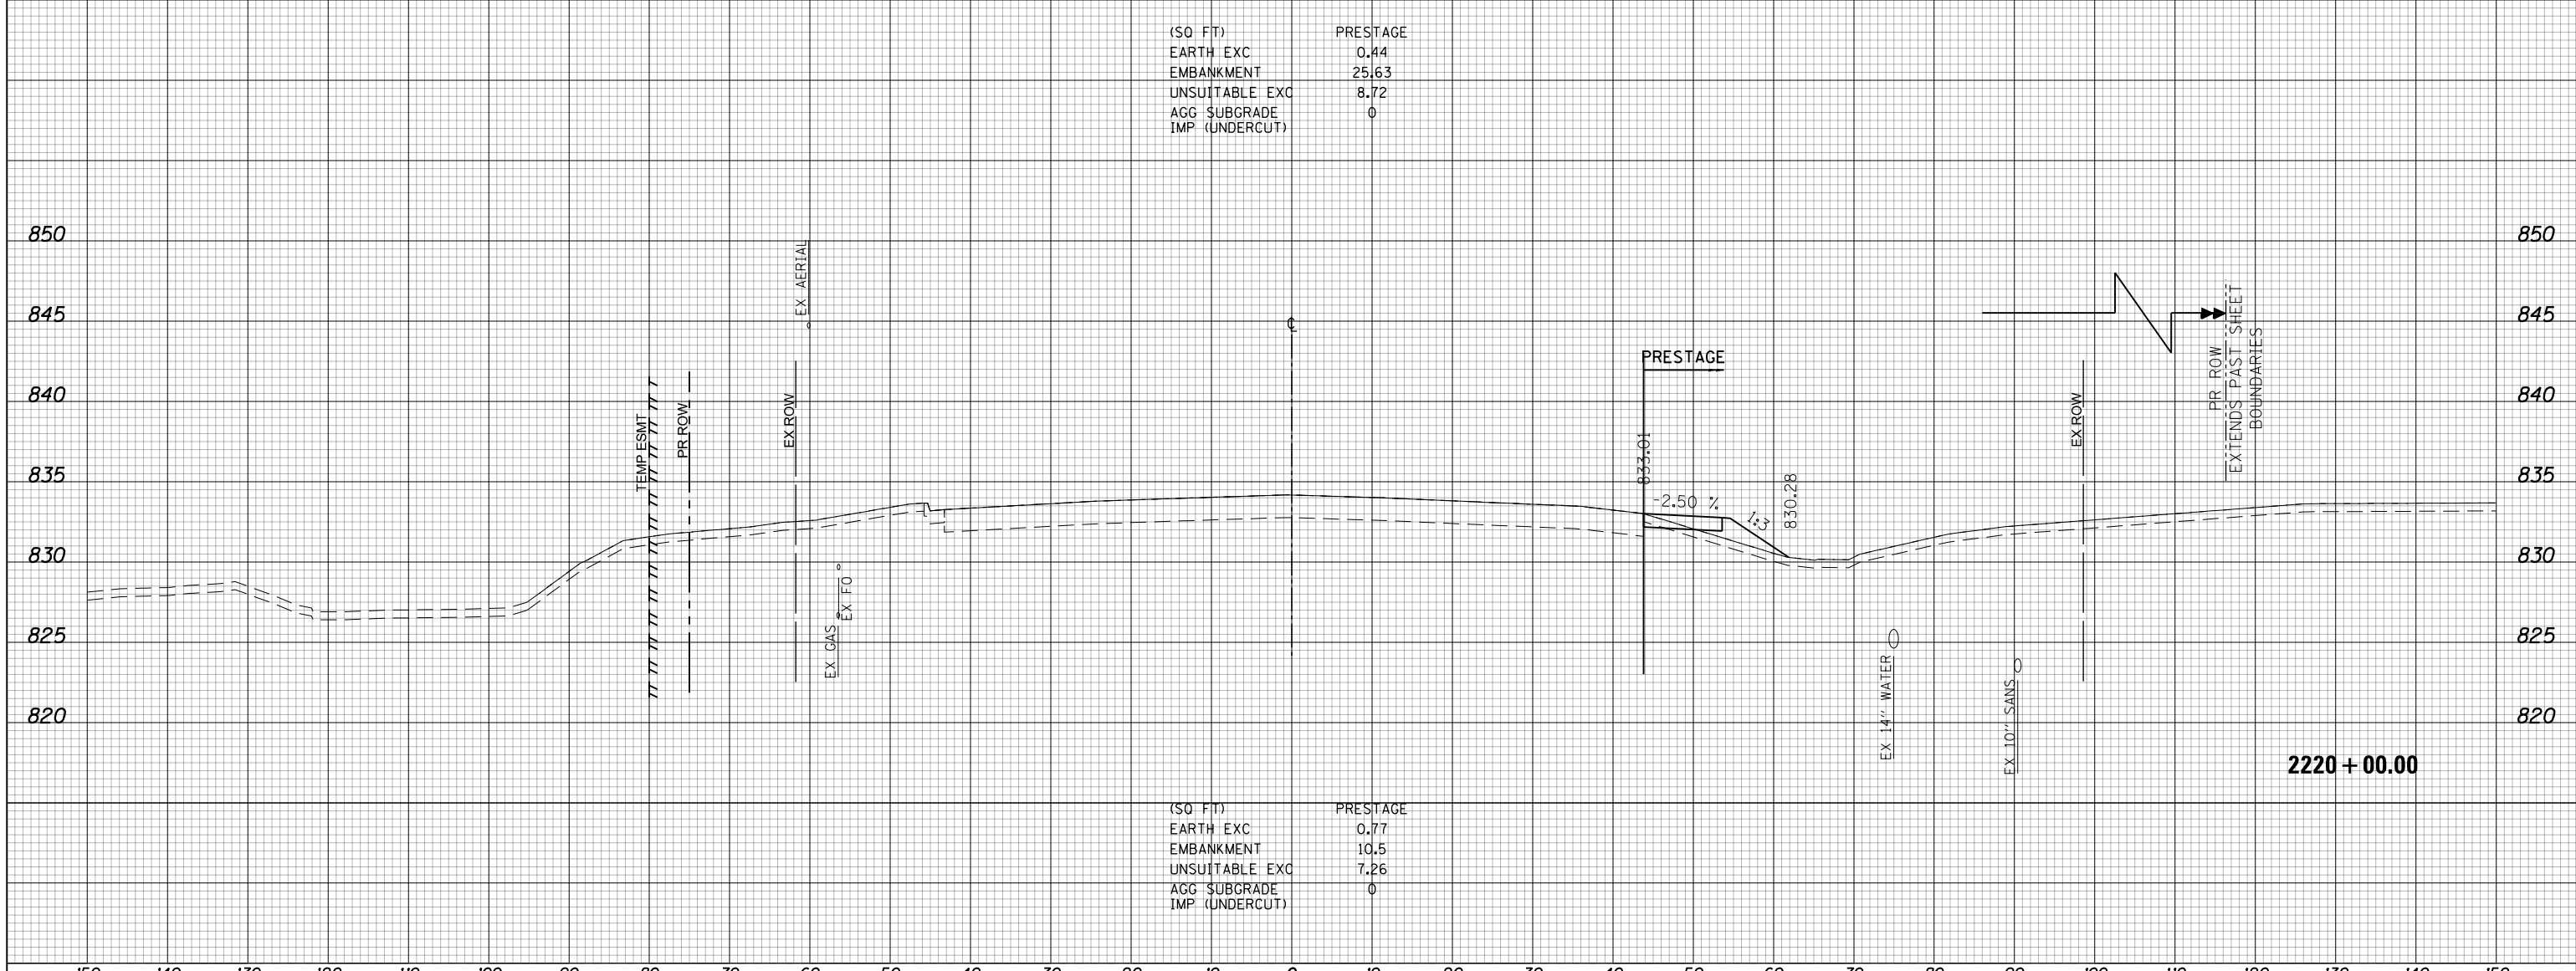 (SQ FT) PRESTAGE
EARTH EXC 0.44
EMBANKMENT 25.63
UNSUITABLE EXC 8.72
AGG SUBGRADE 0
IMP (UNDERCUT)
850 850
845 845
840 840
835 835
830 830
825 825
820 820
TEMP ESMT
PR ROW
EX ROW
EX AERIAL
EX GAS
EX FO
℄
PRESTAGE
833.01
-2.50 %
1:3
830.28
EX 14" WATER
EX 10" SANS
EX ROW
PR ROW
EXTENDS PAST SHEET
BOUNDARIES
2220+00.00
(SQ FT) PRESTAGE
EARTH EXC 0.77
EMBANKMENT 10.5
UNSUITABLE EXC 7.26
AGG SUBGRADE 0
IMP (UNDERCUT)